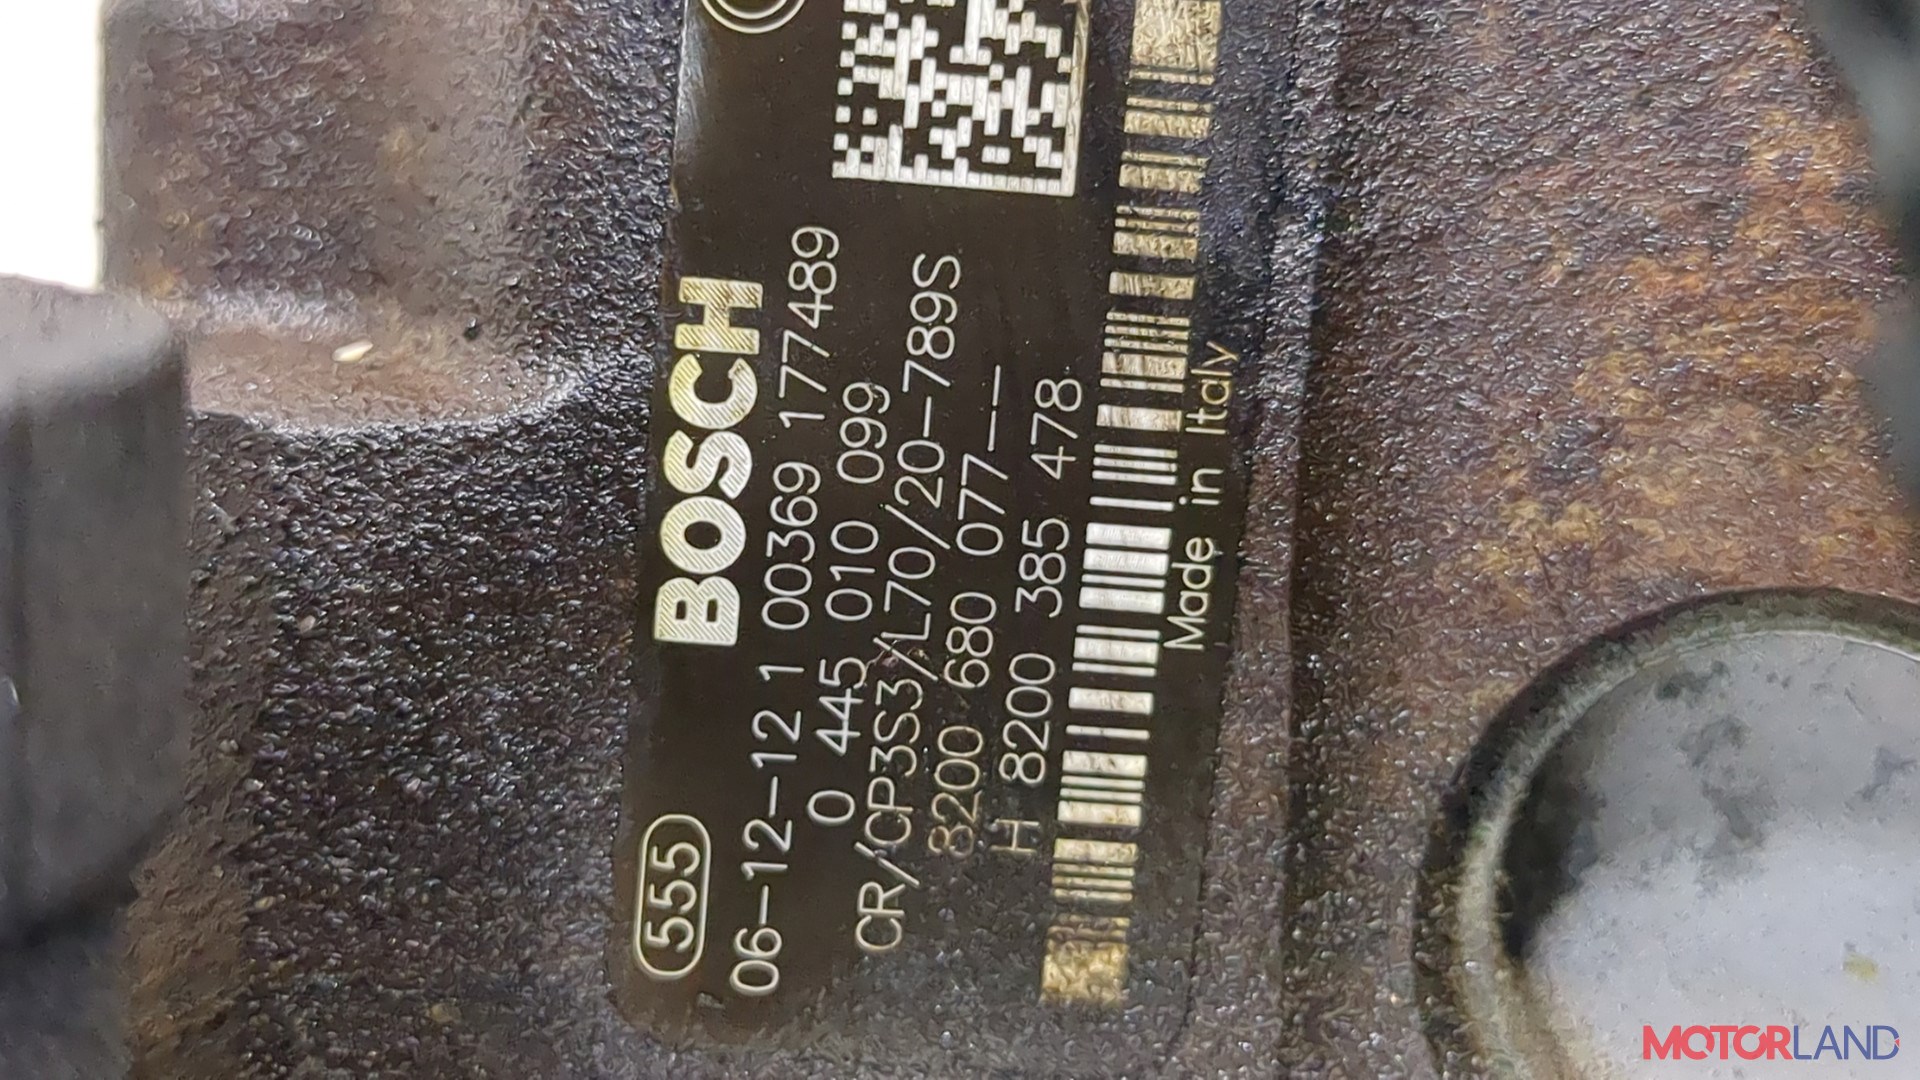 BOSCH
555
06-12-12 1 00369 177489
0 445 010 099
CR/CP3S3/L70/20-789S
8200 680 077--
H 8200 385 478
Made in Italy
MOTORLAND